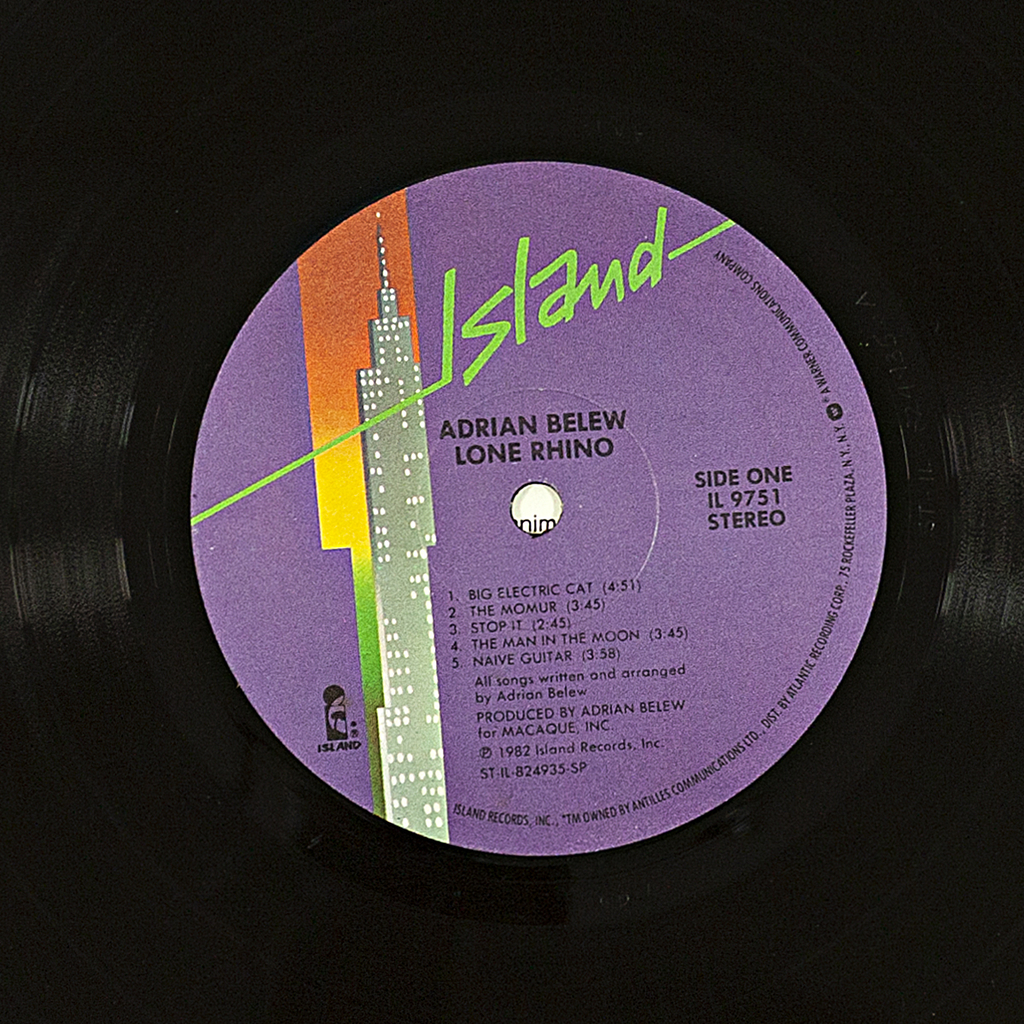 Island
ADRIAN BELEW
LONE RHINO
SIDE ONE
IL 9751
STEREO
nim
1. BIG ELECTRIC CAT (4:51)
2. THE MOMUR (3:45)
3. STOP IT (2:45)
4. THE MAN IN THE MOON (3:45)
5. NAIVE GUITAR (3:58)
All songs written and arranged
by Adrian Belew
PRODUCED BY ADRIAN BELEW
for MACAQUE, INC.
℗ 1982 Island Records, Inc.
ST-IL-824935-SP
®
ISLAND
ISLAND RECORDS, INC., *TM OWNED BY ANTILLES COMMUNICATIONS LTD., DIST. BY ATLANTIC RECORDING CORP., 75 ROCKEFELLER PLAZA, N.Y., N.Y. A WARNER COMMUNICATIONS COMPANY